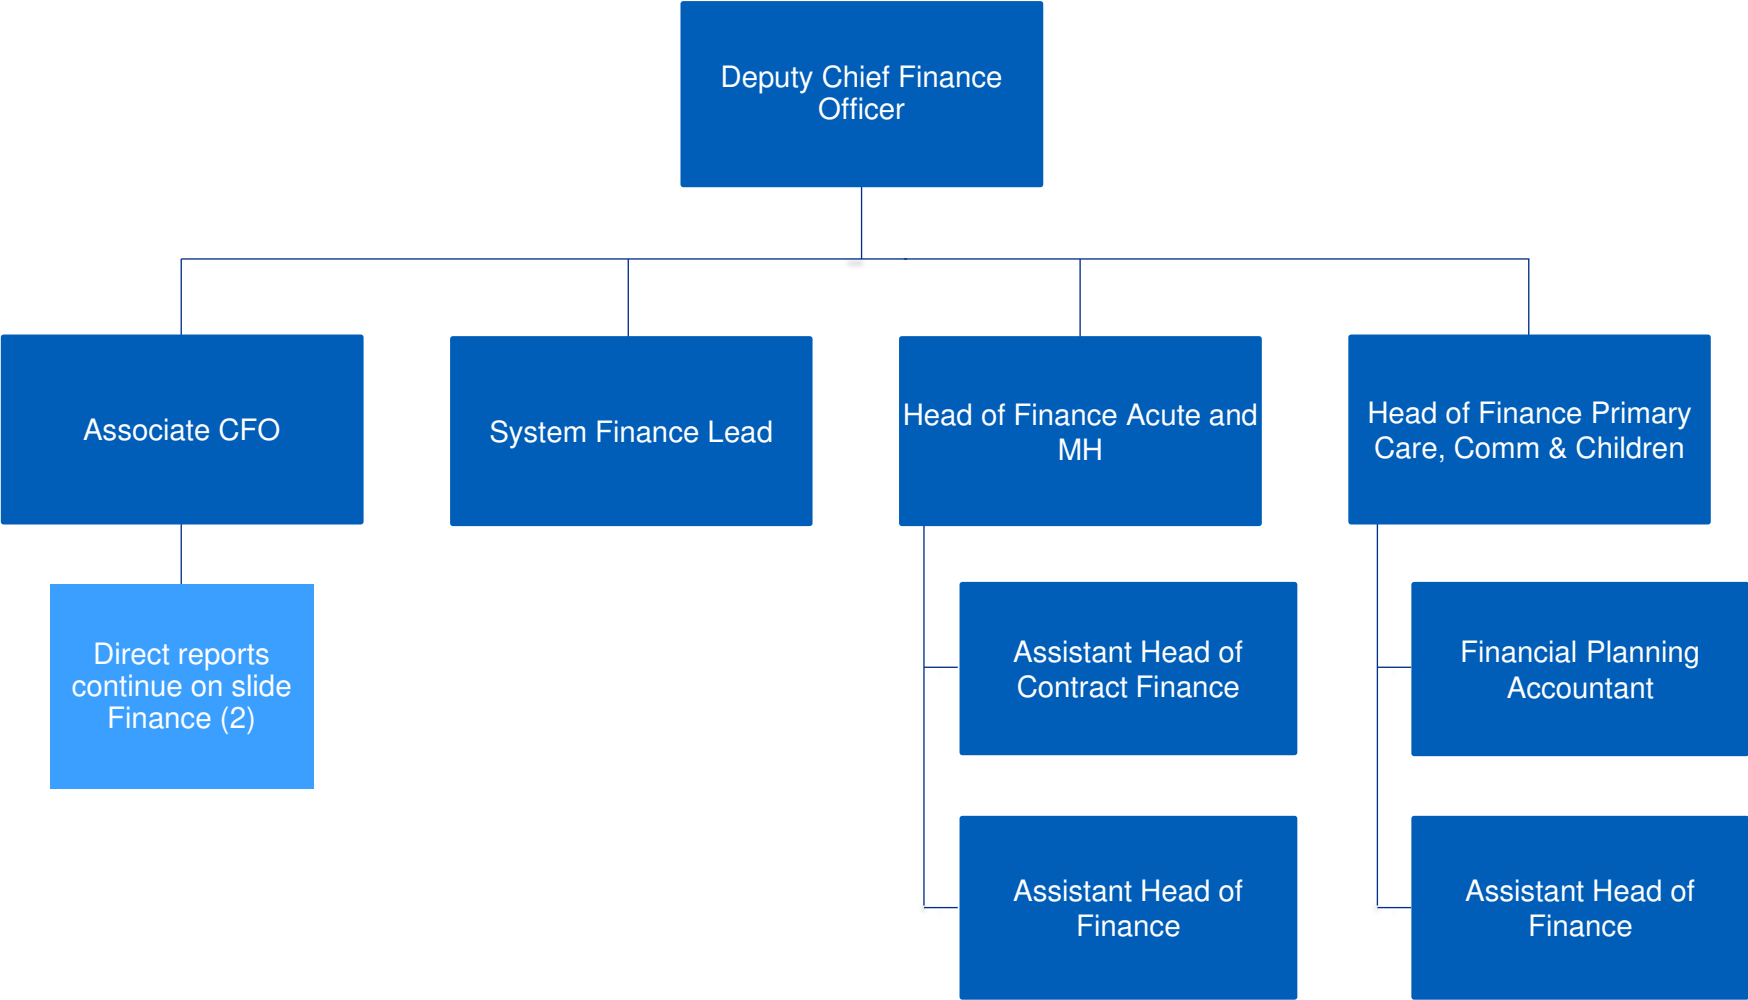 Deputy Chief Finance
Officer
Associate CFO
System Finance Lead
Head of Finance Acute and
MH
Head of Finance Primary
Care, Comm & Children
Direct reports
continue on slide
Finance (2)
Assistant Head of
Contract Finance
Financial Planning
Accountant
Assistant Head of
Finance
Assistant Head of
Finance